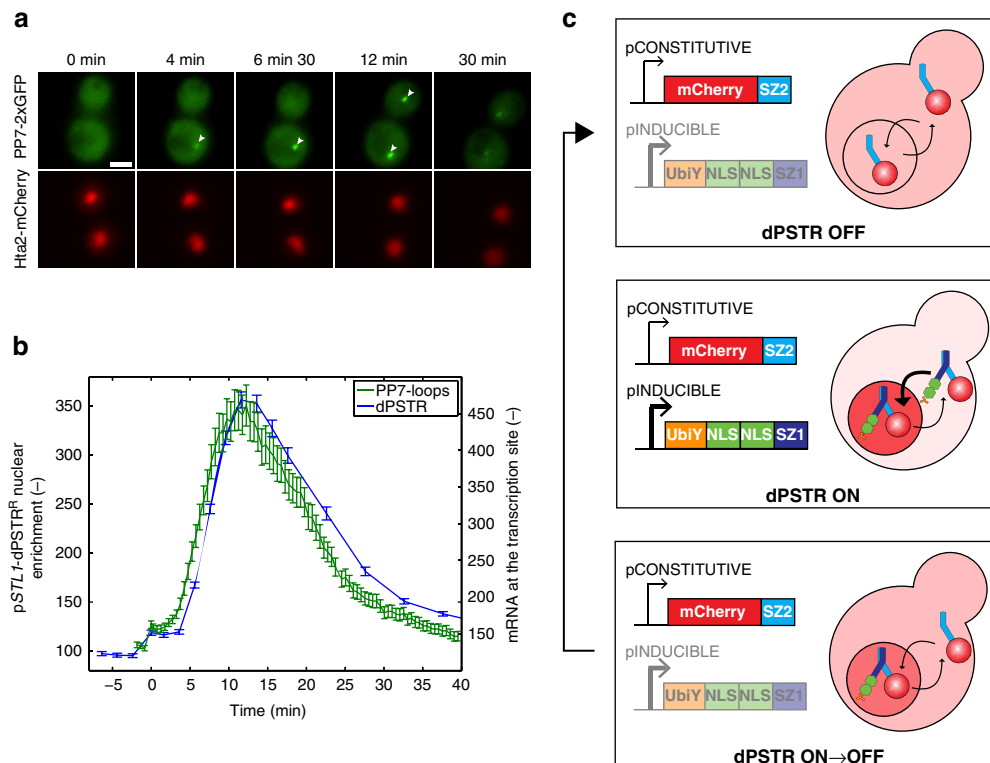 a
0 min 4 min 6 min 30 12 min 30 min
PP7-2xGFP
Hta2-mCherry
b
350
300
250
200
150
100
450
400
350
300
250
200
150
−5 0 5 10 15 20 25 30 35 40
Time (min)
pSTL1-dPSTRᴿ nuclear
enrichment (–)
mRNA at the transcription site (–)
PP7-loops
dPSTR
c
pCONSTITUTIVE
mCherry SZ2
pINDUCIBLE
UbiY NLS NLS SZ1
dPSTR OFF
pCONSTITUTIVE
mCherry SZ2
pINDUCIBLE
UbiY NLS NLS SZ1
dPSTR ON
pCONSTITUTIVE
mCherry SZ2
pINDUCIBLE
UbiY NLS NLS SZ1
dPSTR ON→OFF